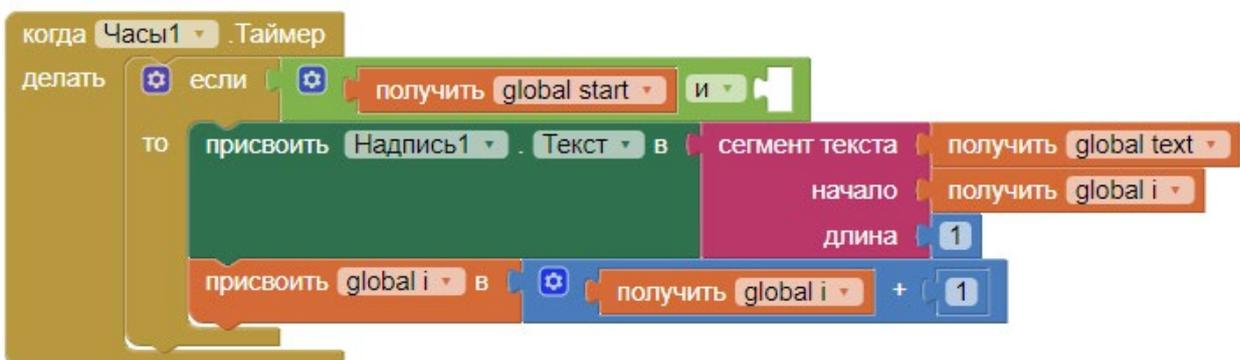 когда Часы1 .Таймер
делать если получить global start и
то присвоить Надпись1 . Текст в сегмент текста получить global text
начало получить global i
длина 1
присвоить global i в получить global i + 1